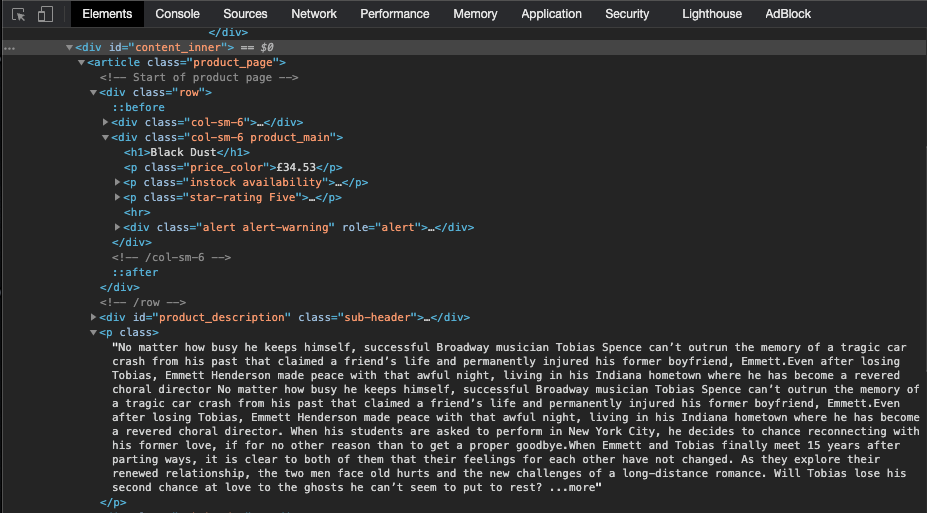 Elements Console Sources Network Performance Memory Application Security Lighthouse AdBlock
</div>
… ▼<div id="content_inner"> == $0
▼<article class="product_page">
<!-- Start of product page -->
▼<div class="row">
::before
▶<div class="col-sm-6">…</div>
▼<div class="col-sm-6 product_main">
<h1>Black Dust</h1>
<p class="price_color">£34.53</p>
▶<p class="instock availability">…</p>
▶<p class="star-rating Five">…</p>
<hr>
▶<div class="alert alert-warning" role="alert">…</div>
</div>
<!-- /col-sm-6 -->
::after
</div>
<!-- /row -->
▶<div id="product_description" class="sub-header">…</div>
▼<p class>
"No matter how busy he keeps himself, successful Broadway musician Tobias Spence can’t outrun the memory of a tragic car
crash from his past that claimed a friend’s life and permanently injured his former boyfriend, Emmett.Even after losing
Tobias, Emmett Henderson made peace with that awful night, living in his Indiana hometown where he has become a revered
choral director No matter how busy he keeps himself, successful Broadway musician Tobias Spence can’t outrun the memory of
a tragic car crash from his past that claimed a friend’s life and permanently injured his former boyfriend, Emmett.Even
after losing Tobias, Emmett Henderson made peace with that awful night, living in his Indiana hometown where he has become
a revered choral director. When his students are asked to perform in New York City, he decides to chance reconnecting with
his former love, if for no other reason than to get a proper goodbye.When Emmett and Tobias finally meet 15 years after
parting ways, it is clear to both of them that their feelings for each other have not changed. As they explore their
renewed relationship, the two men face old hurts and the new challenges of a long-distance romance. Will Tobias lose his
second chance at love to the ghosts he can’t seem to put to rest? ...more"
</p>